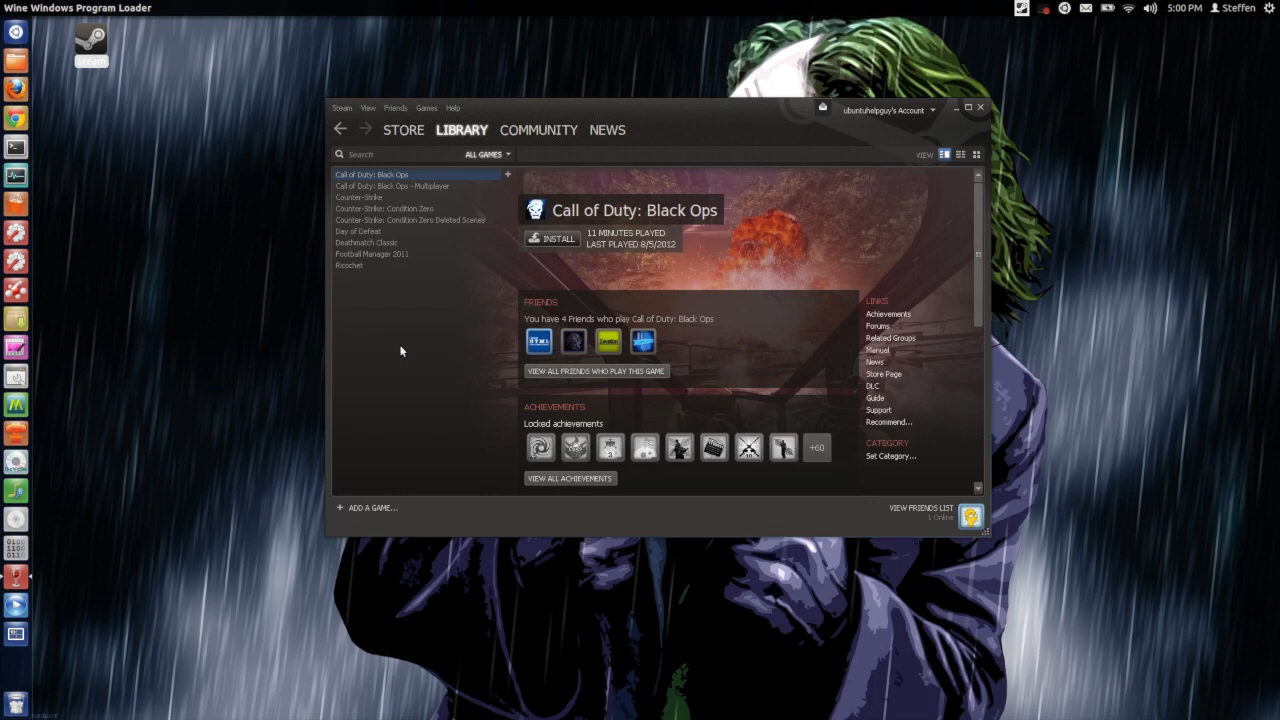 Wine Windows Program Loader
5:00 PM
Steffen
Steam
Steam View Friends Games Help
ubuntuhelpguy's Account
STORE LIBRARY COMMUNITY NEWS
Search
ALL GAMES
VIEW
Call of Duty: Black Ops
Call of Duty: Black Ops - Multiplayer
Counter-Strike
Counter-Strike: Condition Zero
Counter-Strike: Condition Zero Deleted Scenes
Day of Defeat
Deathmatch Classic
Football Manager 2011
Ricochet
Call of Duty: Black Ops
INSTALL
11 MINUTES PLAYED
LAST PLAYED 8/5/2012
FRIENDS
You have 4 Friends who play Call of Duty: Black Ops
HTML
VIEW ALL FRIENDS WHO PLAY THIS GAME
ACHIEVEMENTS
Locked achievements
+60
VIEW ALL ACHIEVEMENTS
LINKS
Achievements
Forums
Related Groups
Manual
News
Store Page
DLC
Guide
Support
Recommend...
CATEGORY
Set Category...
+ ADD A GAME...
VIEW FRIENDS LIST
1 Online